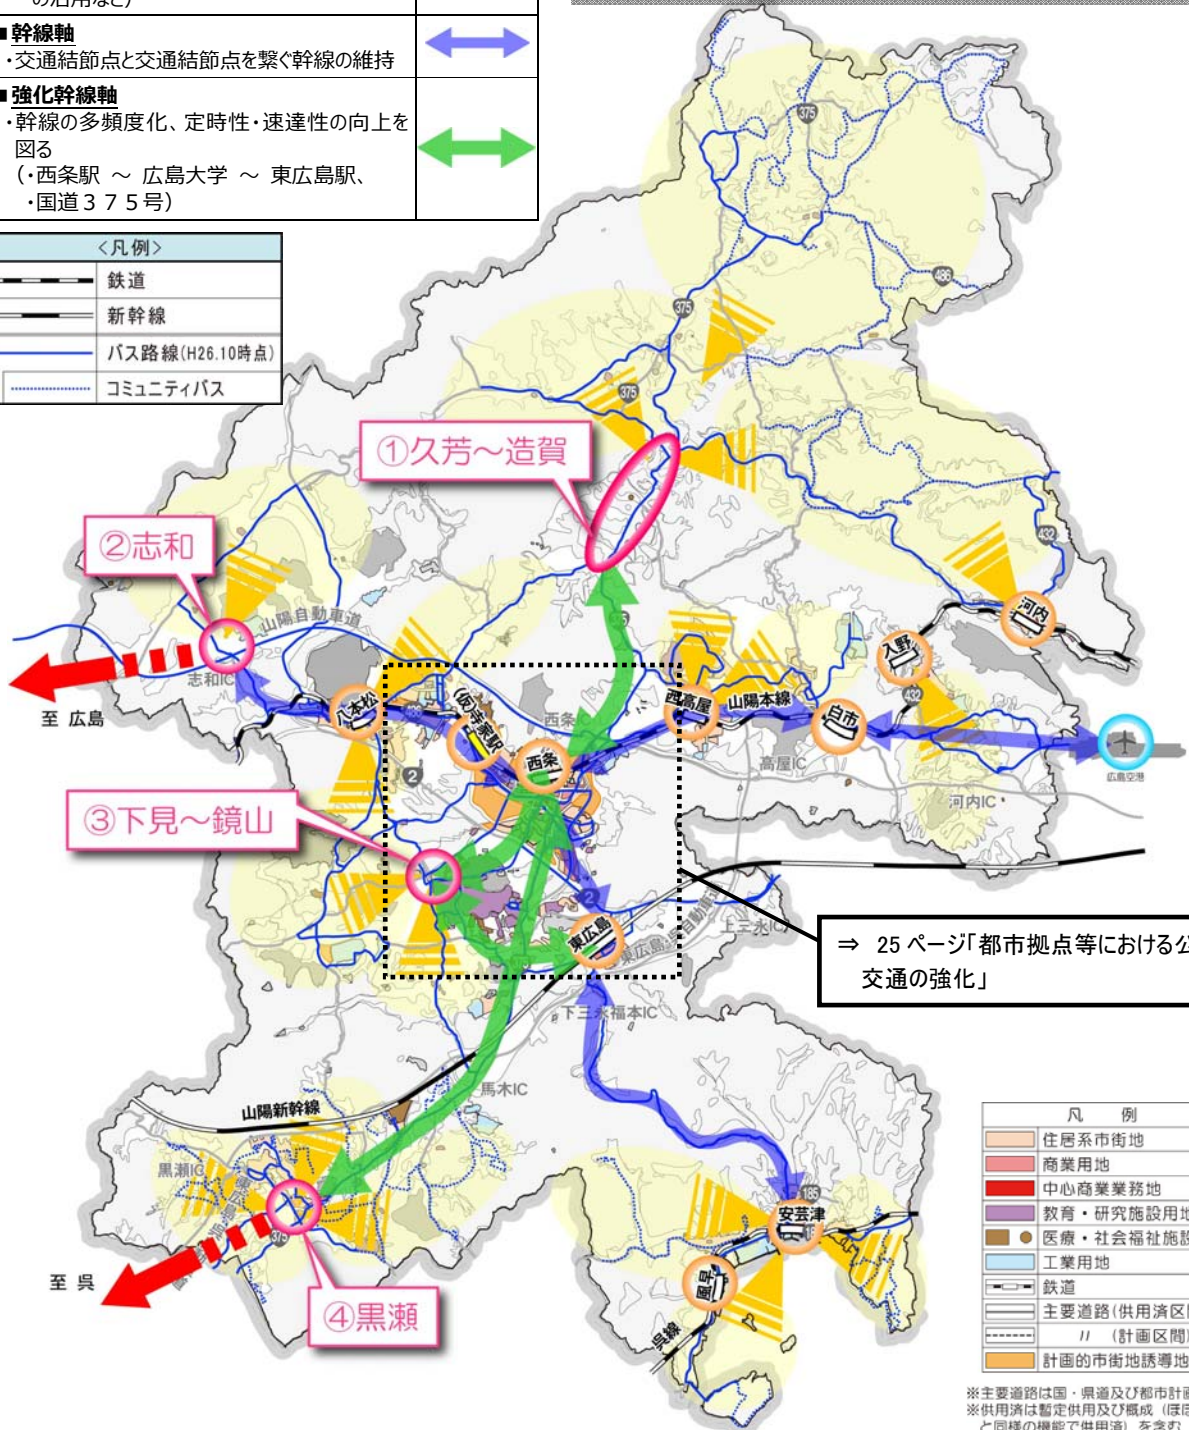 の活用など）
■幹線軸
・交通結節点と交通結節点を繋ぐ幹線の維持
■強化幹線軸
・幹線の多頻度化、定時性・速達性の向上を
図る
（・西条駅 ～ 広島大学 ～ 東広島駅、
・国道３７５号）
＜凡例＞
鉄道
新幹線
バス路線(H26.10時点)
コミュニティバス
375
486
375
375
①久芳～造賀
②志和
432
山陽自動車道
志和IC
至 広島
河内
入野
432
八本松
486
(仮)寺家駅
西条IC
西条
西高屋
山陽本線
白市
高屋IC
広島空港
河内IC
2
③下見～鏡山
2
東広島
上三永IC
⇒ 25 ページ「都市拠点等における公
交通の強化」
下三永福本IC
馬木IC
山陽新幹線
黒瀬IC
375
至 呉
④黒瀬
185
安芸津
風早
呉線
凡 例
住居系市街地
商業用地
中心商業業務地
教育・研究施設用地
医療・社会福祉施設
工業用地
鉄道
主要道路(供用済区間
〃 (計画区間)
計画的市街地誘導地
※主要道路は国・県道及び都市計画
※供用済は暫定供用及び概成（ほぼ
と同様の機能で供用済）を含む